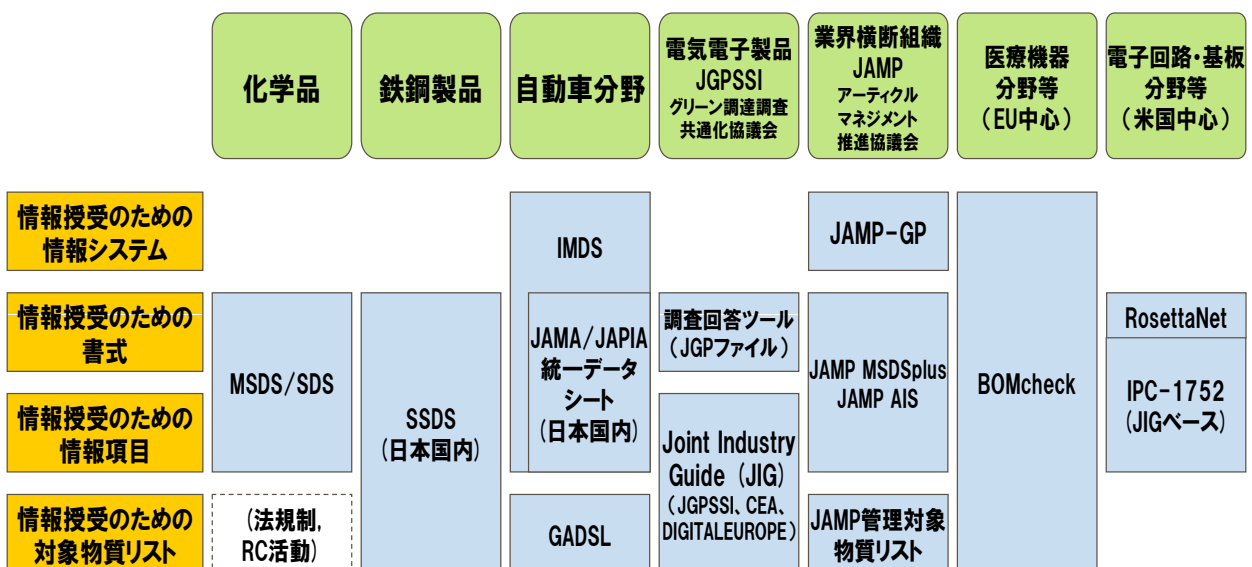 化学品
鉄鋼製品
自動車分野
電気電子製品
JGPSSI
グリーン調達調査
共通化協議会
業界横断組織
JAMP
アーティクル
マネジメント
推進協議会
医療機器
分野等
（EU中心）
電子回路・基板
分野等
（米国中心）
情報授受のための
情報システム
IMDS
JAMP-GP
情報授受のための
書式
MSDS/SDS
SSDS
(日本国内)
JAMA/JAPIA
統一データ
シート
(日本国内)
調査回答ツール
（JGPファイル）
JAMP MSDSplus
JAMP AIS
BOMcheck
RosettaNet
IPC-1752
(JIGベース)
情報授受のための
情報項目
Joint Industry
Guide (JIG)
（JGPSSI、CEA、
DIGITALEUROPE）
情報授受のための
対象物質リスト
(法規制,
RC活動)
GADSL
JAMP管理対象
物質リスト